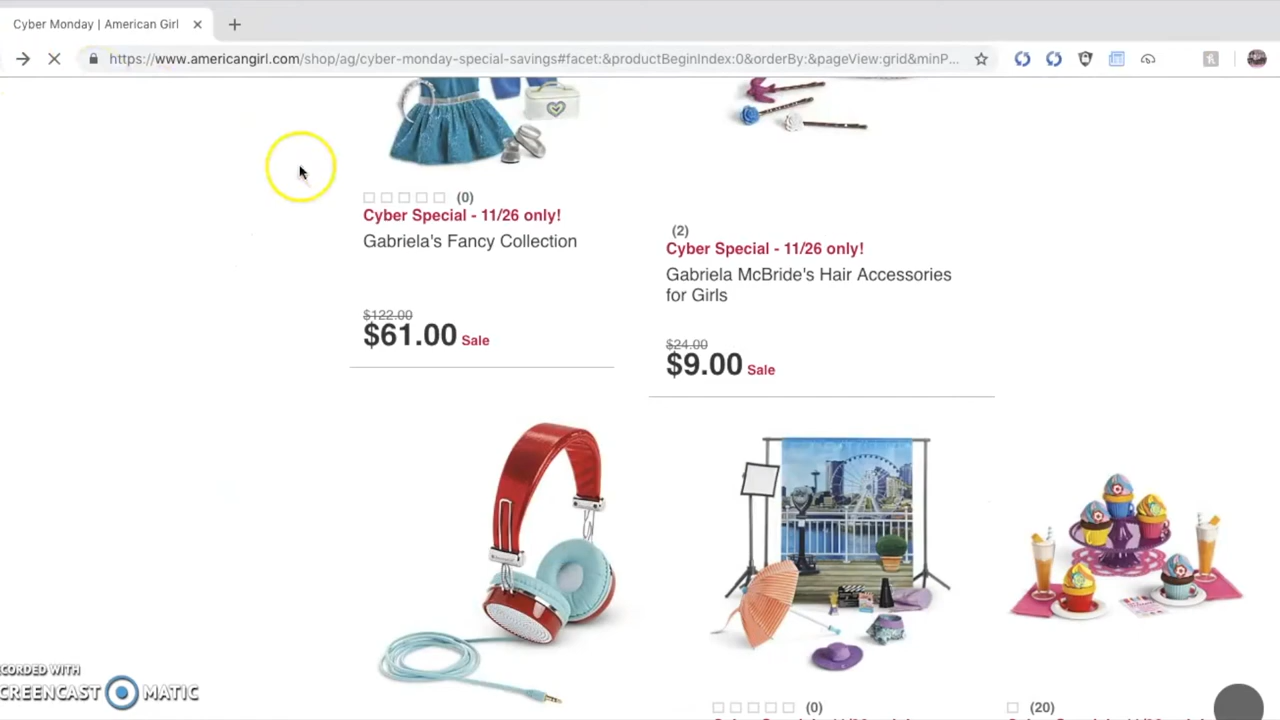 Cyber Monday | American Girl
https://www.americangirl.com/shop/ag/cyber-monday-special-savings#facet:&productBeginIndex:0&orderBy:&pageView:grid&minP...
(0)
Cyber Special - 11/26 only!
Gabriela's Fancy Collection
$122.00
$61.00 Sale
(2)
Cyber Special - 11/26 only!
Gabriela McBride's Hair Accessories
for Girls
$24.00
$9.00 Sale
(0)
(20)
CORDED WITH
CREENCAST MATIC